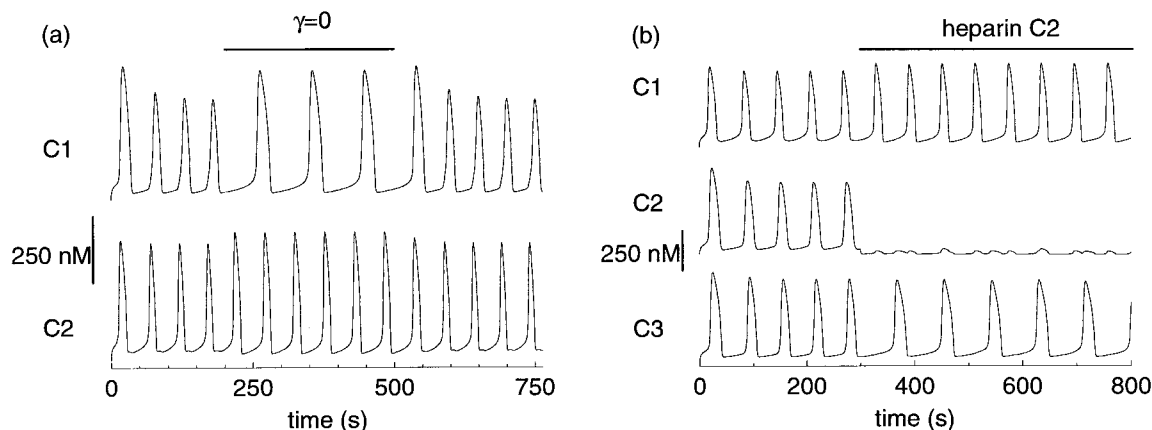 (a)
γ=0
C1
250 nM
C2
0
250
500
750
time (s)
(b)
heparin C2
C1
C2
250 nM
C3
0
200
400
600
800
time (s)